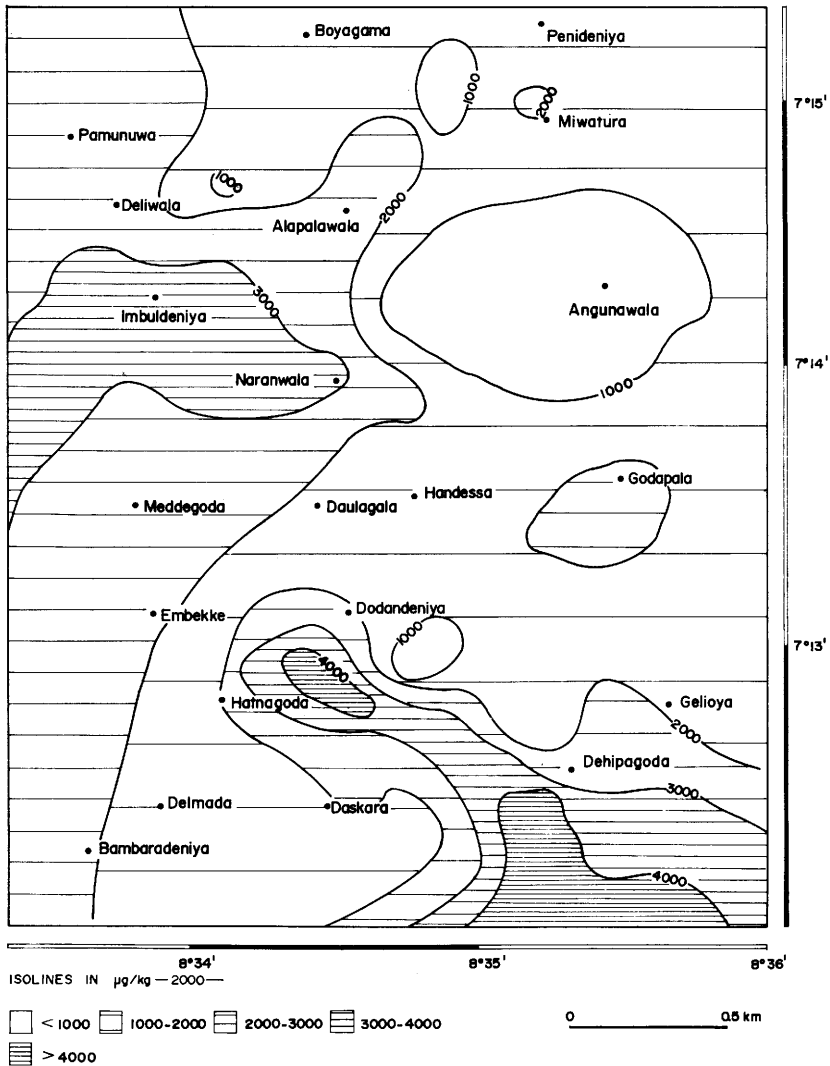 Boyagama
Penideniya
1000
2000
7°15'
Miwatura
Pamunuwa
1000
Deliwala
2000
Alapalawala
3000
Imbuldeniya
Angunawala
7°14'
Naranwala
1000
Godapala
Meddegoda
Daulagala
Handessa
Embekke
Dodandeniya
1000
7°13'
4000
Hatnagoda
Gelioya
2000
Dehipagoda
3000
Delmada
Daskara
Bambaradeniya
4000
8°34'
8°35'
8°36'
ISOLINES IN µg/kg —2000—
< 1000 1000-2000 2000-3000 3000-4000
> 4000
0 0.5 km